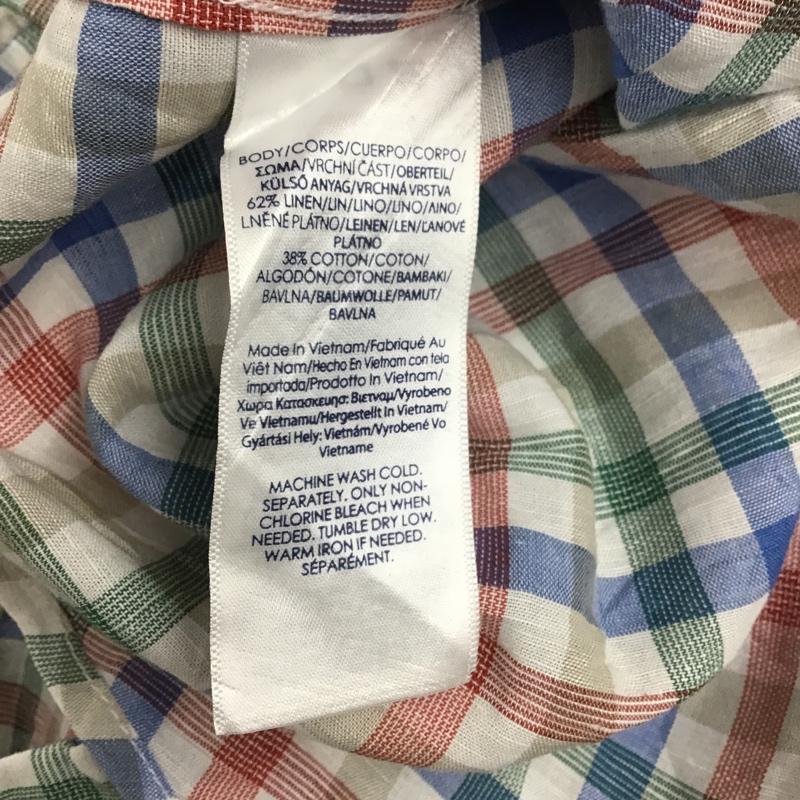 BODY/CORPS/CUERPO/CORPO/
ΣΩΜΑ/VRCHNÍ ČÁST/OBERTEIL/
KÜLSŐ ANYAG/VRCHNÁ VRSTVA
62% LINEN/LIN/LINO/LINO/ΛΙΝΟ/
LNĚNÉ PLÁTNO/LEINEN/LEN/ĽANOVÉ
PLÁTNO
38% COTTON/COTON/
ALGODÓN/COTONE/BAMBAKI/
BAVLNA/BAUMWOLLE/PAMUT/
BAVLNA
Made In Vietnam/Fabriqué Au
Viêt Nam/Hecho En Vietnam con tela
importada/Prodotto In Vietnam/
Χωρα Κατασκευησ: Βιετναμ/Vyrobeno
Ve Vietnamu/Hergestellt In Vietnam/
Gyártási Hely: Vietnám/Vyrobené Vo
Vietname
MACHINE WASH COLD.
SEPARATELY. ONLY NON-
CHLORINE BLEACH WHEN
NEEDED. TUMBLE DRY LOW.
WARM IRON IF NEEDED.
SÉPARÉMENT.